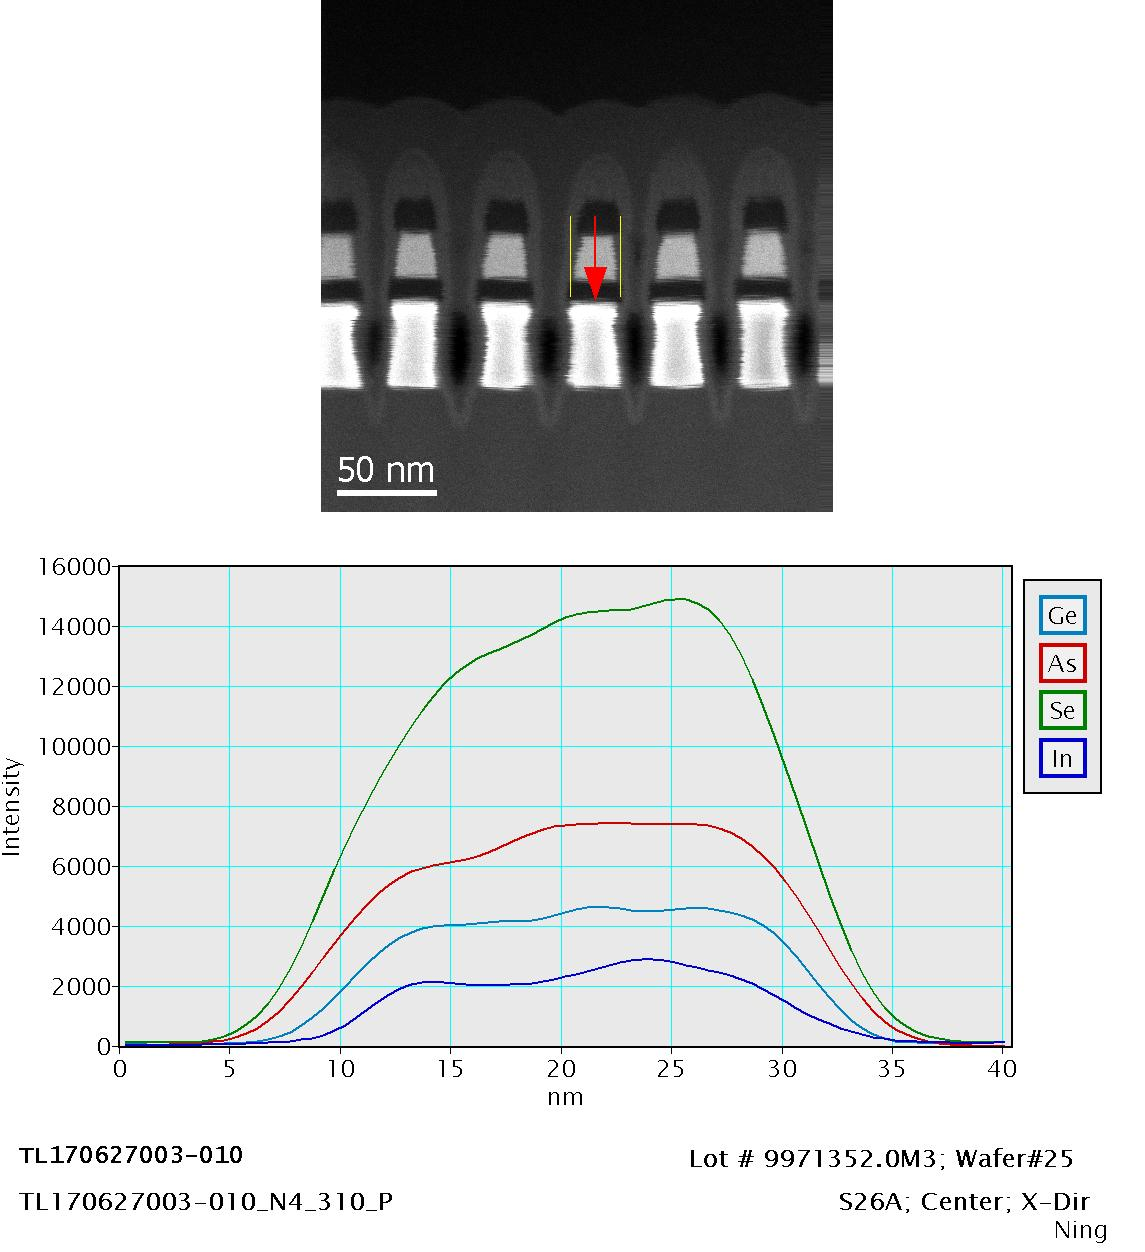 50 nm
16000
14000
12000
10000
8000
6000
4000
2000
0
Intensity
0 5 10 15 20 25 30 35 40
nm
Ge
As
Se
In
TL170627003-010
Lot # 9971352.0M3; Wafer#25
TL170627003-010_N4_310_P
S26A; Center; X-Dir
Ning